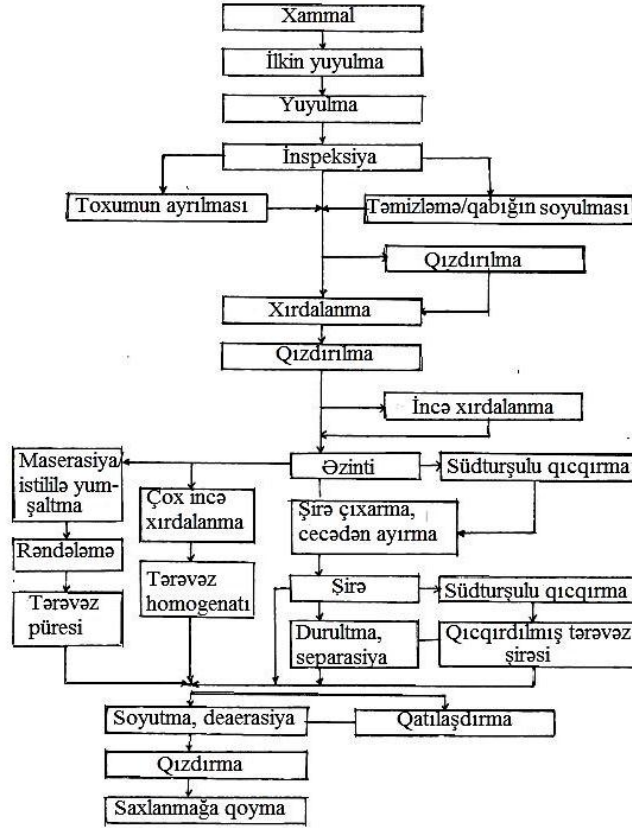 Xammal
İlkin yuyulma
Yuyulma
İnspeksiya
Toxumun ayrılması
Təmizləmə/qabığın soyulması
Qızdırılma
Xırdalanma
Qızdırılma
İncə xırdalanma
Maserasiya/
istililə yum-
şaltma
Əzinti
Südturşulu qıcqırma
Çox incə
xırdalanma
Şirə çıxarma,
cecədən ayırma
Rəndələmə
Tərəvəz
homogenatı
Şirə
Südturşulu qıcqırma
Tərəvəz
püresi
Durultma,
separasiya
Qıcqırdılmış tərəvəz
şirəsi
Soyutma, deaerasiya
Qatılaşdırma
Qızdırma
Saxlanmağa qoyma